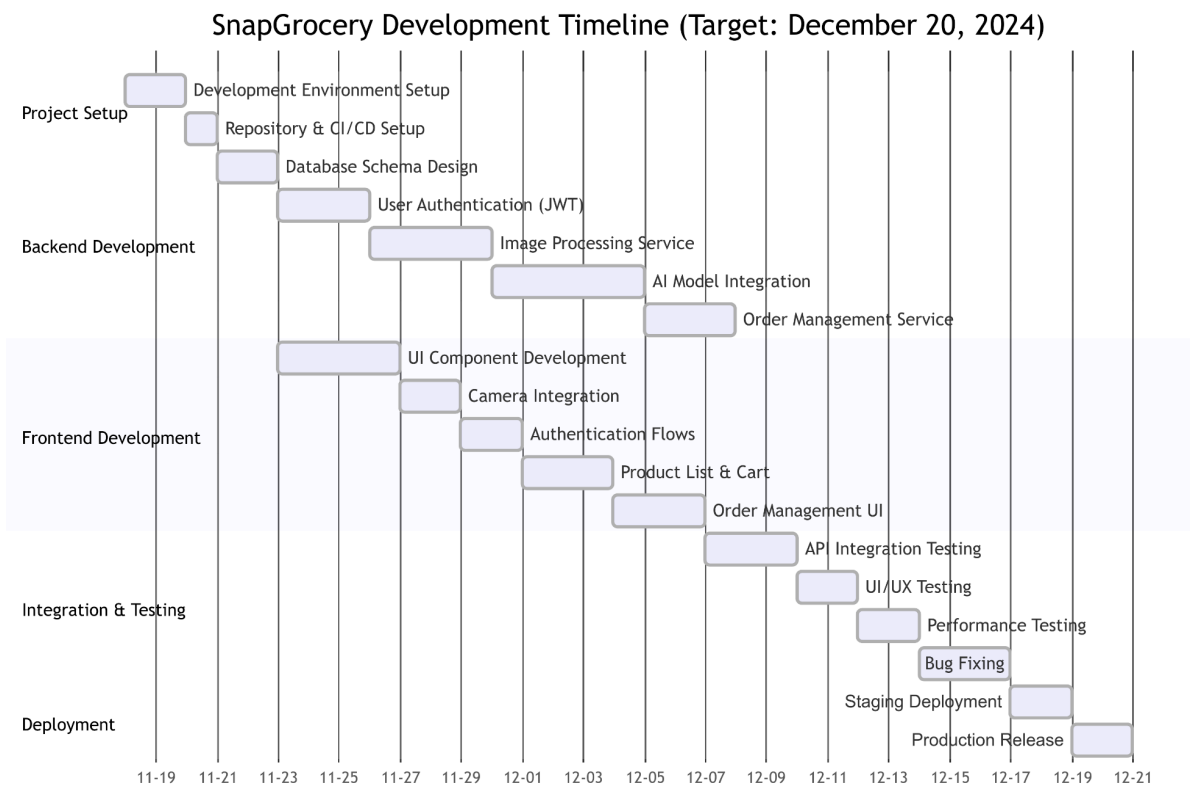 SnapGrocery Development Timeline (Target: December 20, 2024)
Development Environment Setup
Project Setup
Repository & CI/CD Setup
Database Schema Design
User Authentication (JWT)
Backend Development
Image Processing Service
AI Model Integration
Order Management Service
UI Component Development
Camera Integration
Frontend Development
Authentication Flows
Product List & Cart
Order Management UI
API Integration Testing
UI/UX Testing
Integration & Testing
Performance Testing
Bug Fixing
Staging Deployment
Deployment
Production Release
11-19 11-21 11-23 11-25 11-27 11-29 12-01 12-03 12-05 12-07 12-09 12-11 12-13 12-15 12-17 12-19 12-21